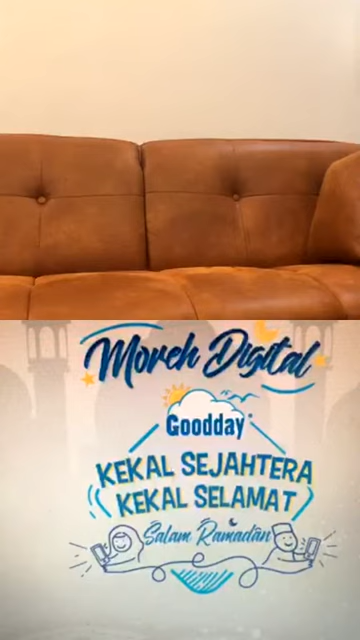 Moreh Digital
Goodday
KEKAL SEJAHTERA
KEKAL SELAMAT
Salam Ramadan